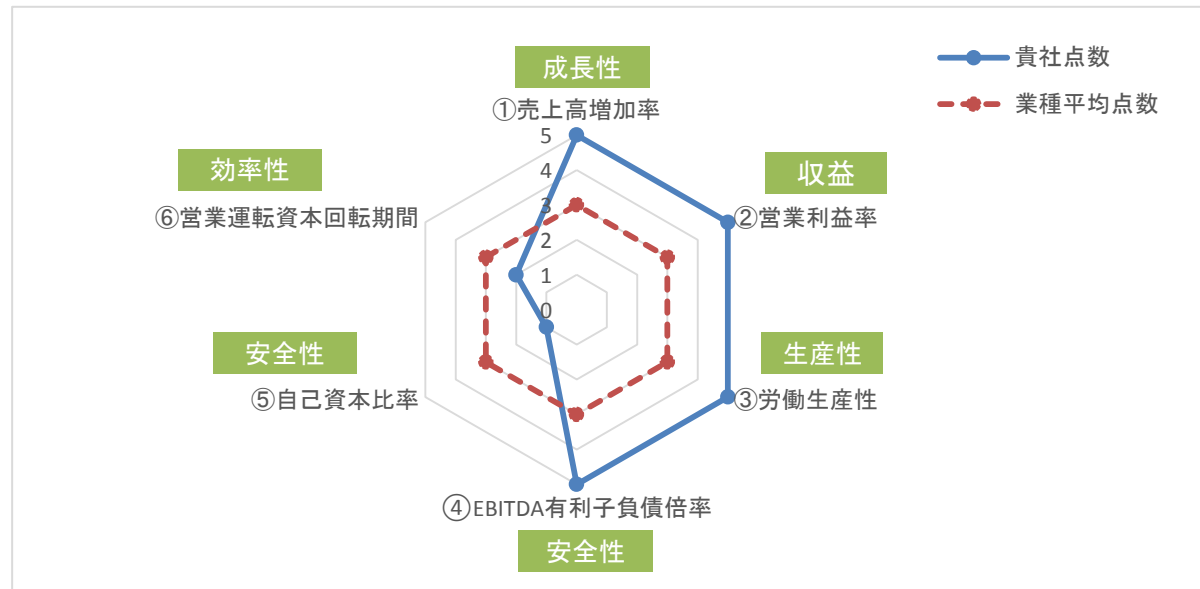 成長性
①売上高増加率
貴社点数
業種平均点数
収益
②営業利益率
生産性
③労働生産性
④EBITDA有利子負債倍率
安全性
安全性
⑤自己資本比率
効率性
⑥営業運転資本回転期間
5
4
3
2
1
0